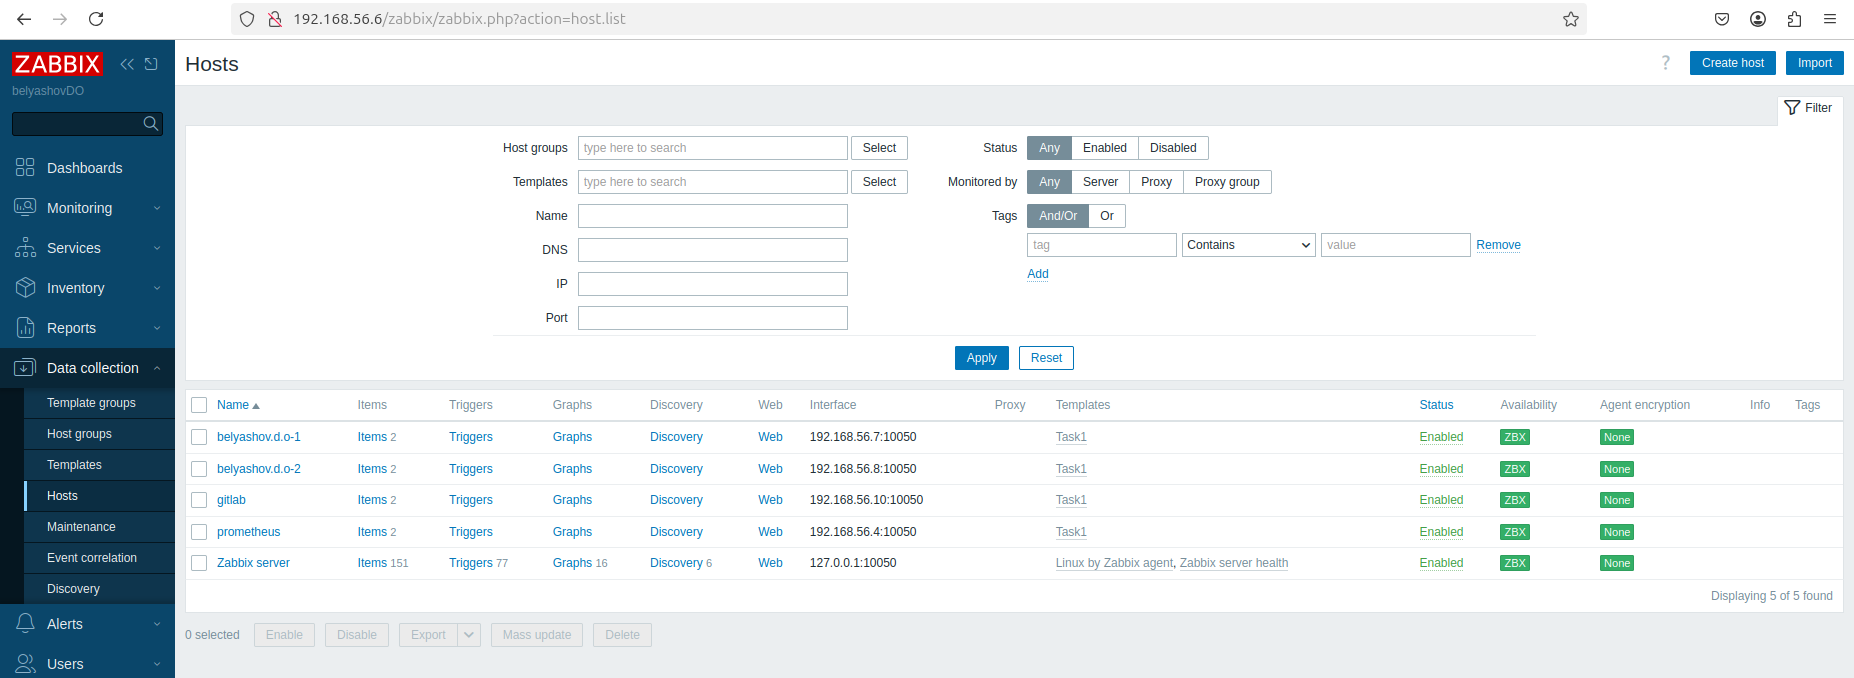 192.168.56.6/zabbix/zabbix.php?action=host.list
ZABBIX
belyashovDO
Dashboards
Monitoring
Services
Inventory
Reports
Data collection
Template groups
Host groups
Templates
Hosts
Maintenance
Event correlation
Discovery
Alerts
Users
Hosts
? Create host Import
Filter
Host groups type here to search Select
Templates type here to search Select
Name
DNS
IP
Port
Status Any Enabled Disabled
Monitored by Any Server Proxy Proxy group
Tags And/Or Or
tag Contains value Remove
Add
Apply Reset
Name Items Triggers Graphs Discovery Web Interface Proxy Templates Status Availability Agent encryption Info Tags
belyashov.d.o-1 Items 2 Triggers Graphs Discovery Web 192.168.56.7:10050 Task1 Enabled ZBX None
belyashov.d.o-2 Items 2 Triggers Graphs Discovery Web 192.168.56.8:10050 Task1 Enabled ZBX None
gitlab Items 2 Triggers Graphs Discovery Web 192.168.56.10:10050 Task1 Enabled ZBX None
prometheus Items 2 Triggers Graphs Discovery Web 192.168.56.4:10050 Task1 Enabled ZBX None
Zabbix server Items 151 Triggers 77 Graphs 16 Discovery 6 Web 127.0.0.1:10050 Linux by Zabbix agent, Zabbix server health Enabled ZBX None
Displaying 5 of 5 found
0 selected Enable Disable Export Mass update Delete